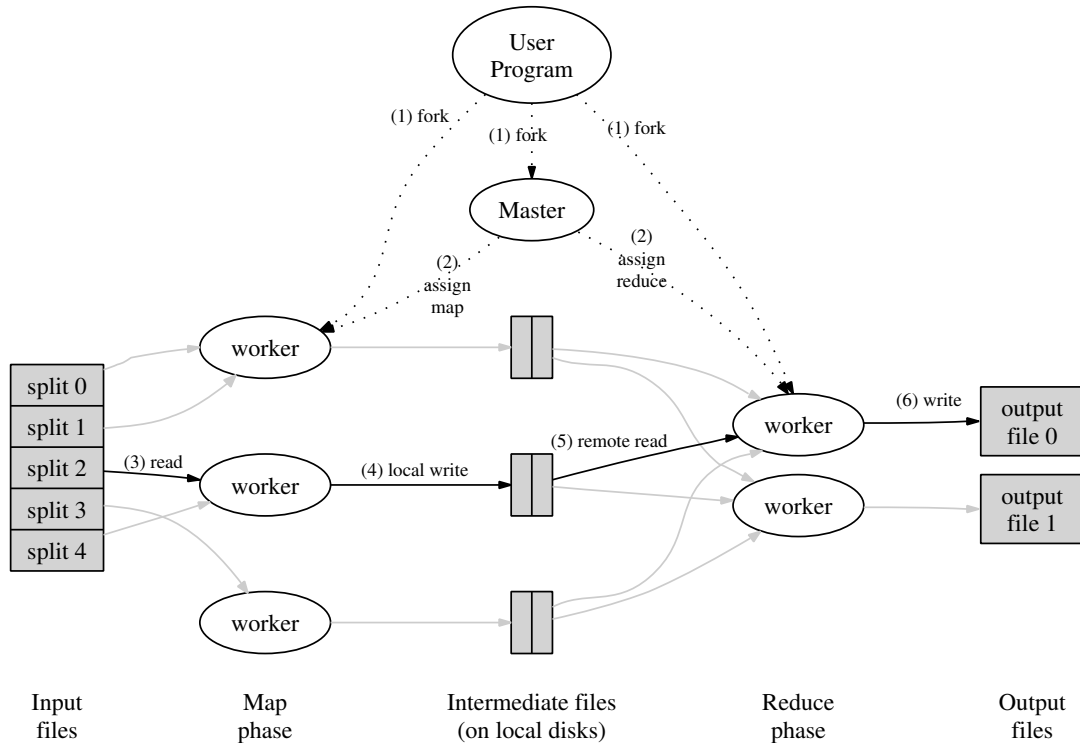 User
Program
(1) fork
(1) fork
(1) fork
Master
(2)
assign
map
(2)
assign
reduce
worker
split 0
split 1
split 2
split 3
split 4
(3) read
worker
(4) local write
(5) remote read
worker
(6) write
output
file 0
worker
output
file 1
worker
Input
files
Map
phase
Intermediate files
(on local disks)
Reduce
phase
Output
files